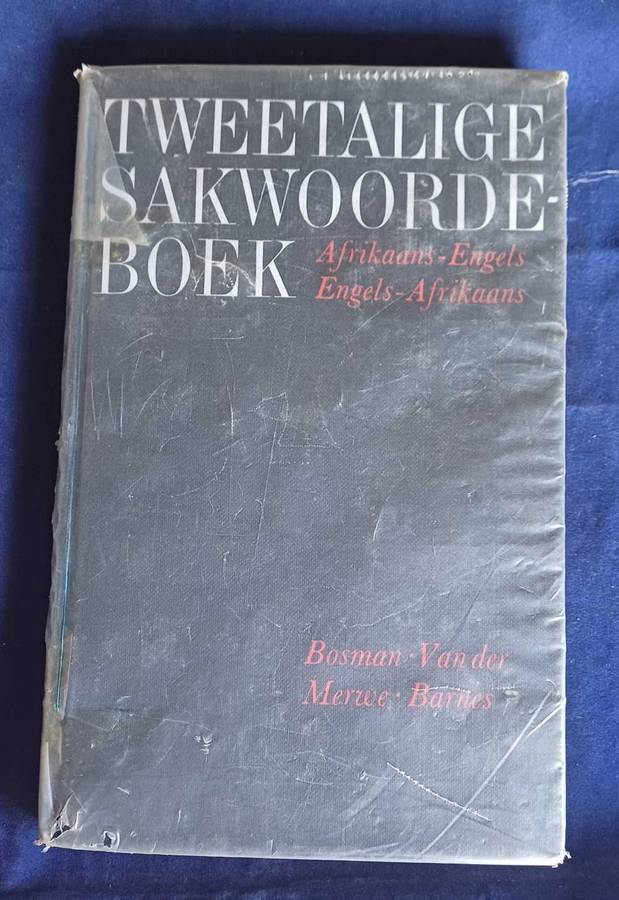 TWEETALIGE
SAKWOORDE-
BOEK
Afrikaans-Engels
Engels-Afrikaans
Bosman · Van der
Merwe · Barnes